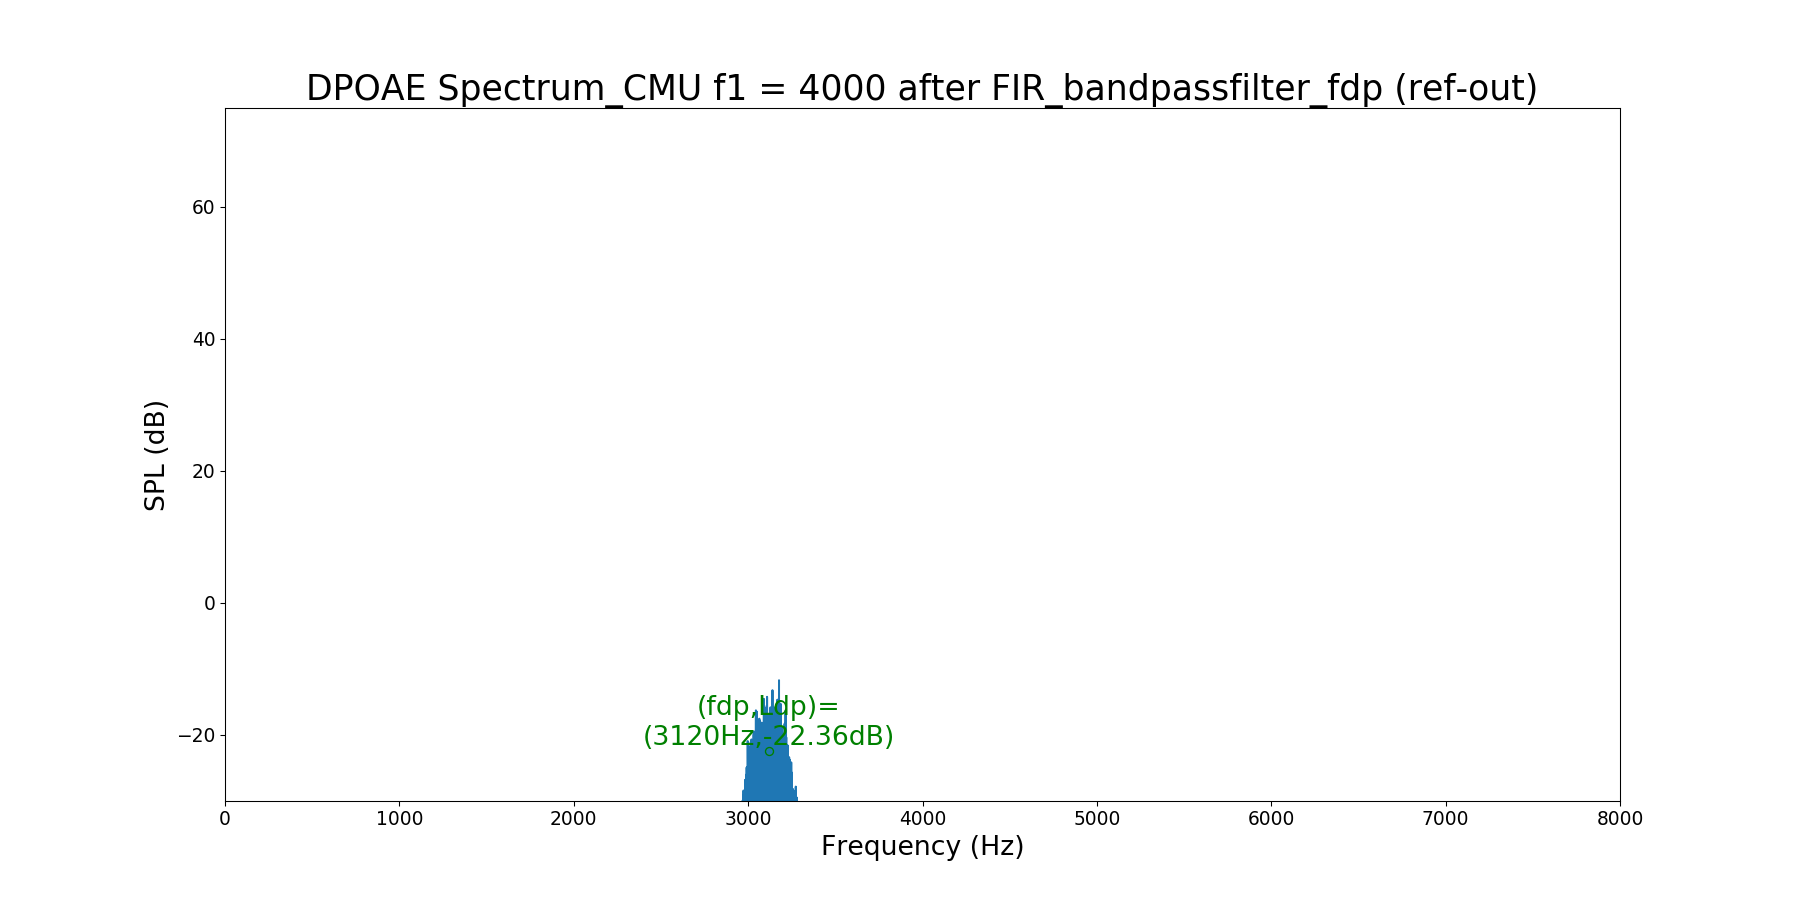 DPOAE Spectrum_CMU f1 = 4000 after FIR_bandpassfilter_fdp (ref-out)
60
40
20
0
−20
SPL (dB)
(fdp,Ldp)=
(3120Hz,-22.36dB)
0 1000 2000 3000 4000 5000 6000 7000 8000
Frequency (Hz)